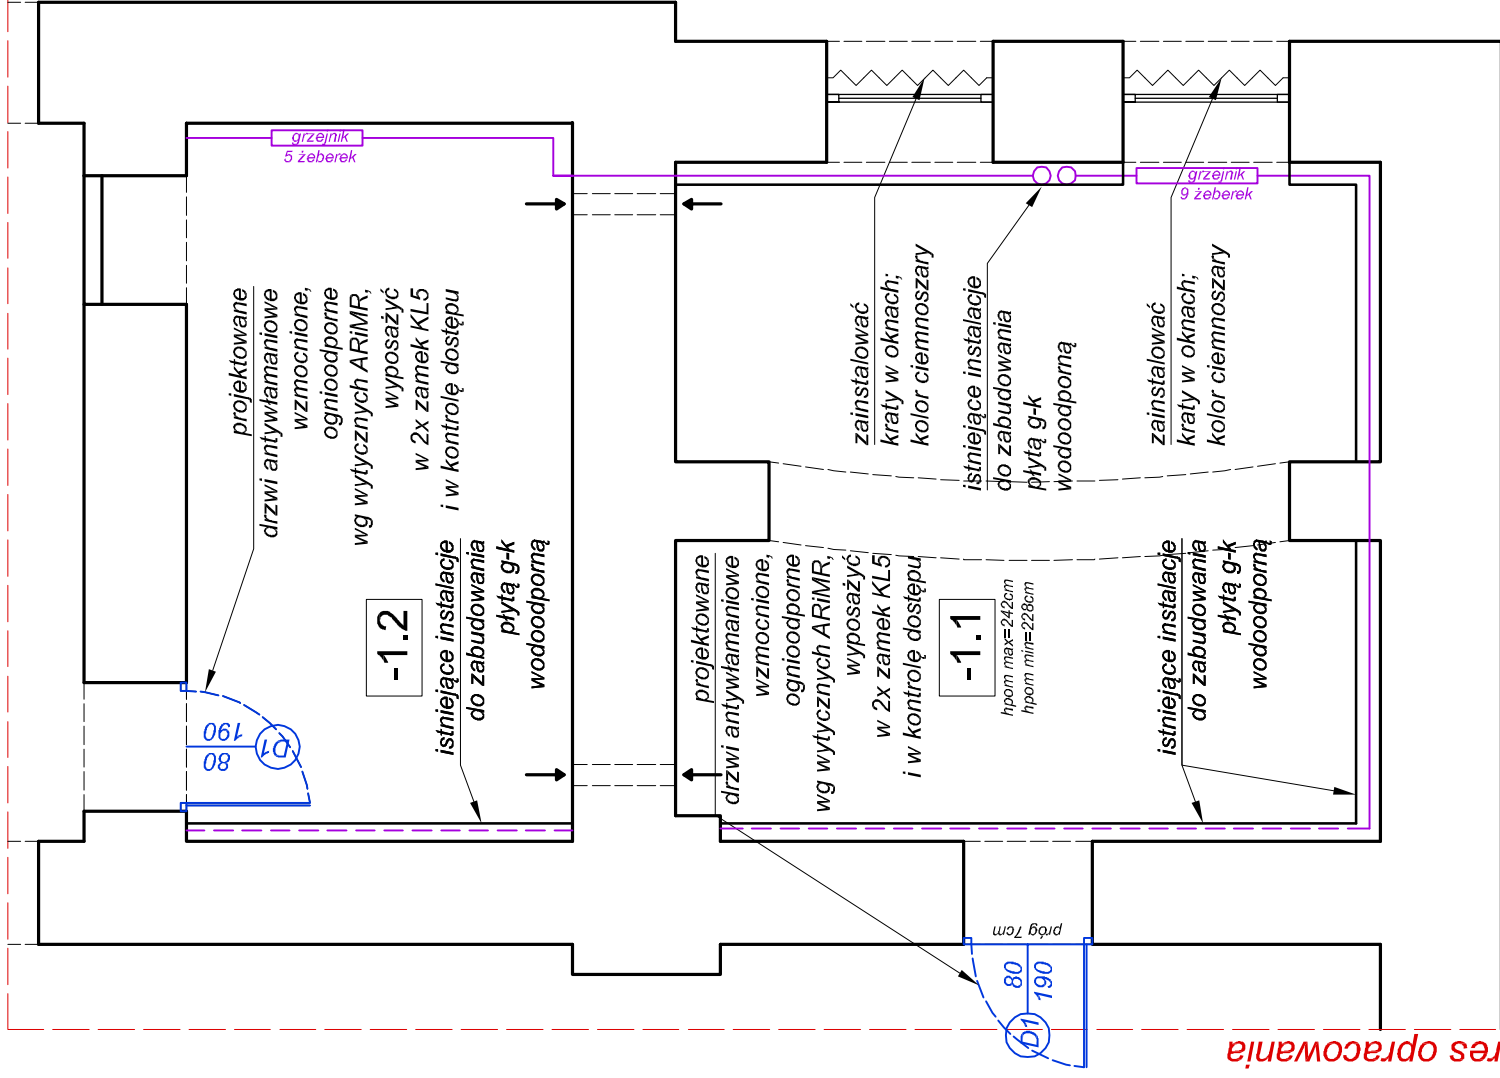 grzejnik
5 żeberek
grzejnik
9 żeberek
projektowane
drzwi antywłamaniowe
wzmocnione,
ognioodporne
wg wytycznych ARiMR,
wyposażyć
w 2x zamek KL5
i w kontrolę dostępu
zainstalować
kraty w oknach;
kolor ciemnoszary
istniejące instalacje
do zabudowania
płytą g-k
wodoodporną
zainstalować
kraty w oknach;
kolor ciemnoszary
-1.2
istniejące instalacje
do zabudowania
płytą g-k
wodoodporną
projektowane
drzwi antywłamaniowe
wzmocnione,
ognioodporne
wg wytycznych ARiMR,
wyposażyć
w 2x zamek KL5
i w kontrolę dostępu
-1.1
hpom max=242cm
hpom min=228cm
istniejące instalacje
do zabudowania
płytą g-k
wodoodporną
D1
80
190
próg 7cm
D1
80
190
res opracowania